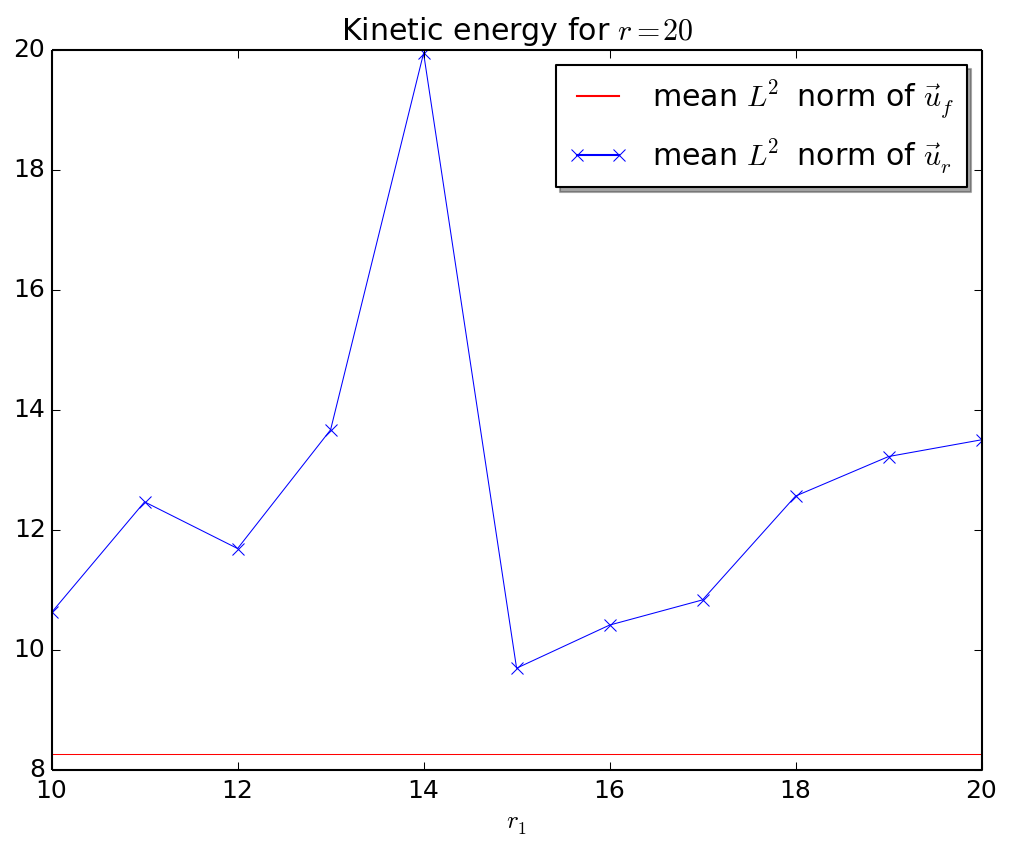 Kinetic energy for r = 20
mean L² norm of u⃗_f
mean L² norm of u⃗_r
20
18
16
14
12
10
8
10 12 14 16 18 20
r₁